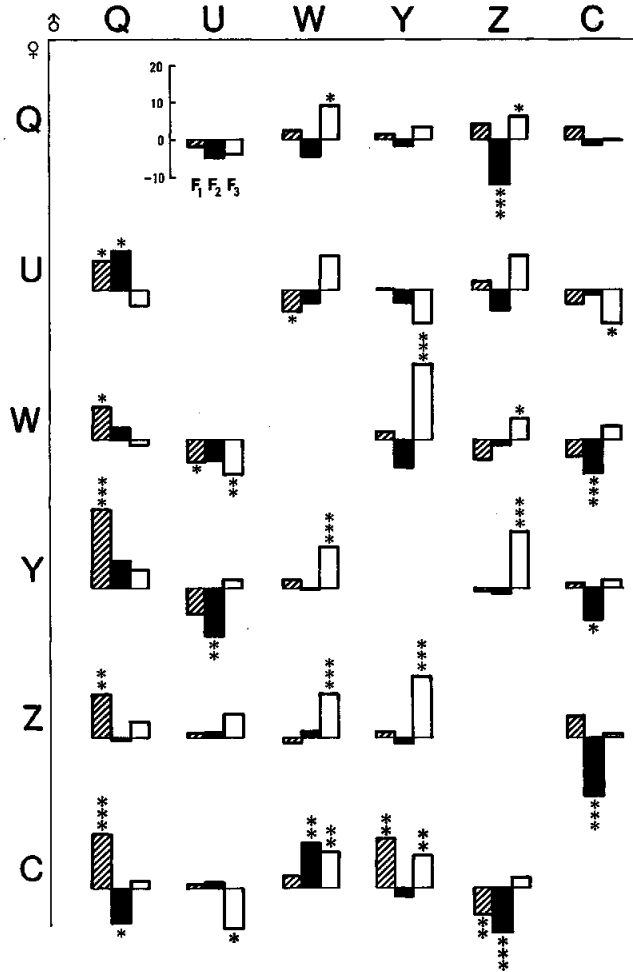 ♂ Q U W Y Z C
♀
20
10
0
-10
F1 F2 F3
Q
* *** *
U
* * * *
W
* * ** *** * ***
Y
*** ** *** *** *
Z
** *** *** ***
C
*** * * ** ** ** ** ** ***